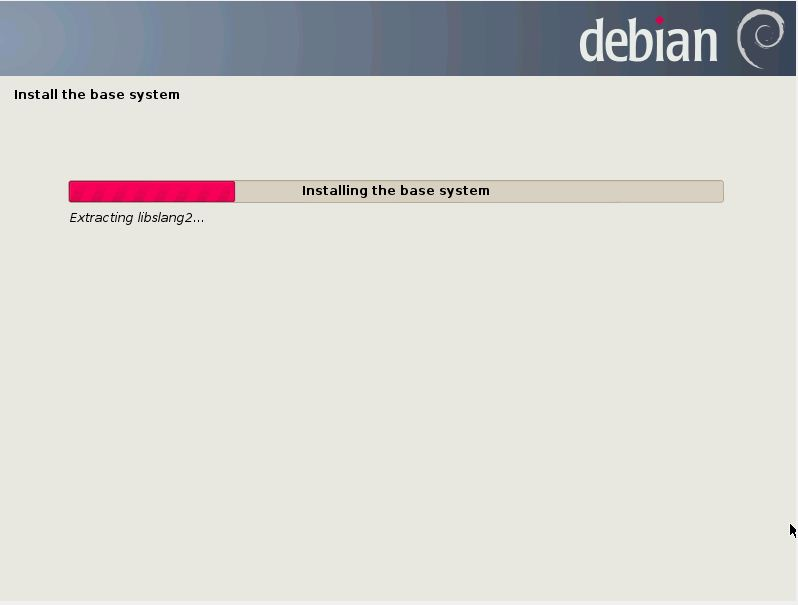 debian
Install the base system
Installing the base system
Extracting libslang2...